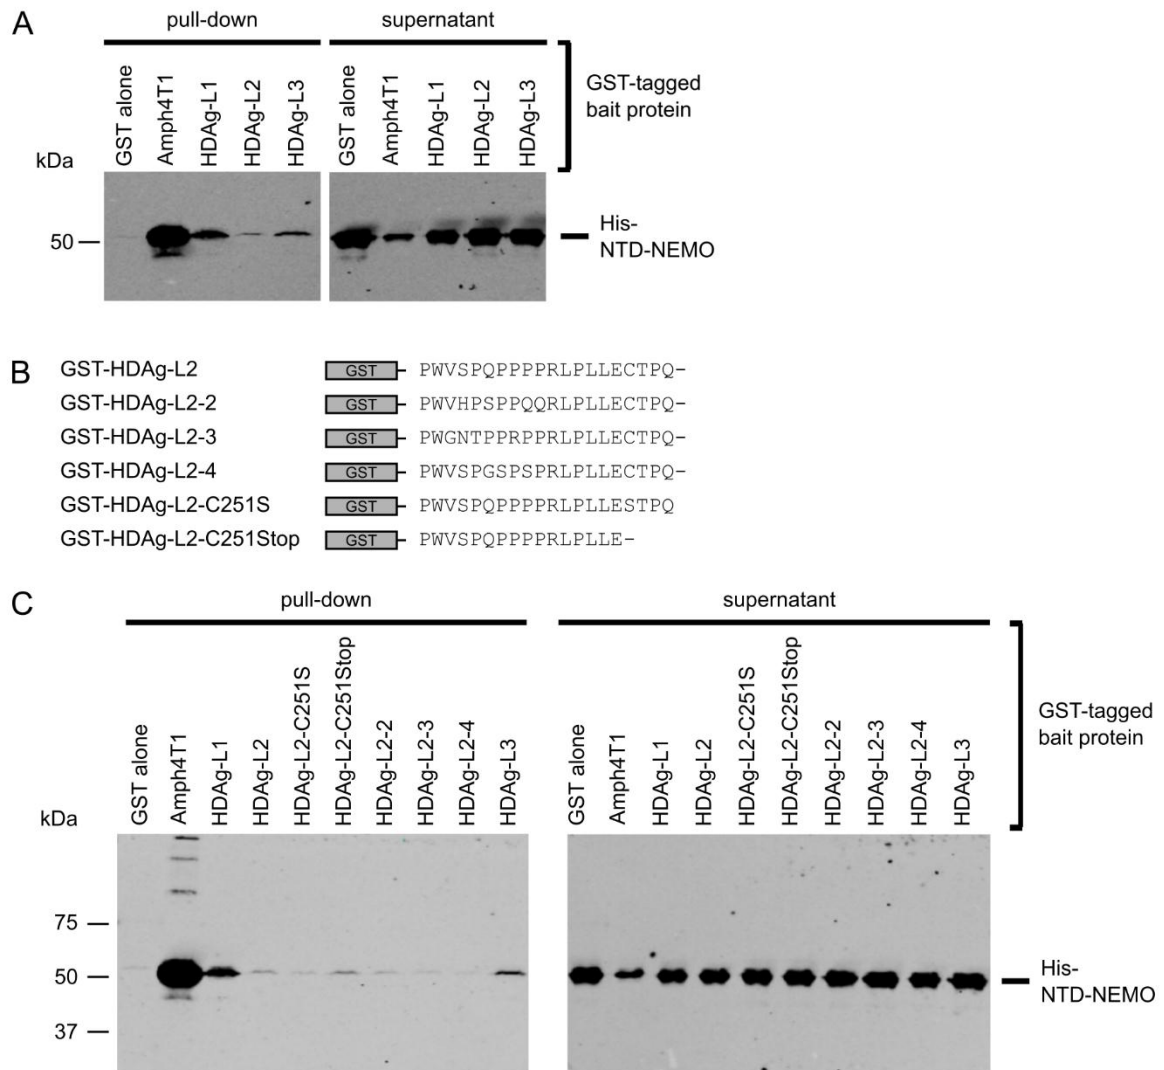 A
pull-down
supernatant
GST alone
Amph4T1
HDAg-L1
HDAg-L2
HDAg-L3
GST alone
Amph4T1
HDAg-L1
HDAg-L2
HDAg-L3
GST-tagged
bait protein
kDa
50
His-
NTD-NEMO
B
GST-HDAg-L2 GST PWVSPQPPPPRLPLLECTPQ-
GST-HDAg-L2-2 GST PWVHPSPPQQRLPLLECTPQ-
GST-HDAg-L2-3 GST PWGNTPPRPPRLPLLECTPQ-
GST-HDAg-L2-4 GST PWVSPGSPSPRLPLLECTPQ-
GST-HDAg-L2-C251S GST PWVSPQPPPPRLPLLESTPQ
GST-HDAg-L2-C251Stop GST PWVSPQPPPPRLPLLE-
C
pull-down
supernatant
GST alone
Amph4T1
HDAg-L1
HDAg-L2
HDAg-L2-C251S
HDAg-L2-C251Stop
HDAg-L2-2
HDAg-L2-3
HDAg-L2-4
HDAg-L3
GST alone
Amph4T1
HDAg-L1
HDAg-L2
HDAg-L2-C251S
HDAg-L2-C251Stop
HDAg-L2-2
HDAg-L2-3
HDAg-L2-4
HDAg-L3
GST-tagged
bait protein
kDa
75
50
37
His-
NTD-NEMO